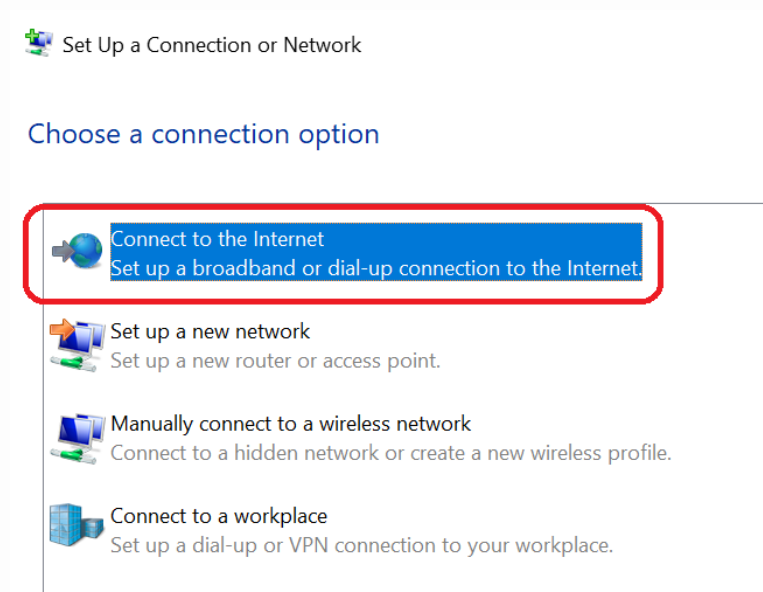 Set Up a Connection or Network
Choose a connection option
Connect to the Internet
Set up a broadband or dial-up connection to the Internet.
Set up a new network
Set up a new router or access point.
Manually connect to a wireless network
Connect to a hidden network or create a new wireless profile.
Connect to a workplace
Set up a dial-up or VPN connection to your workplace.